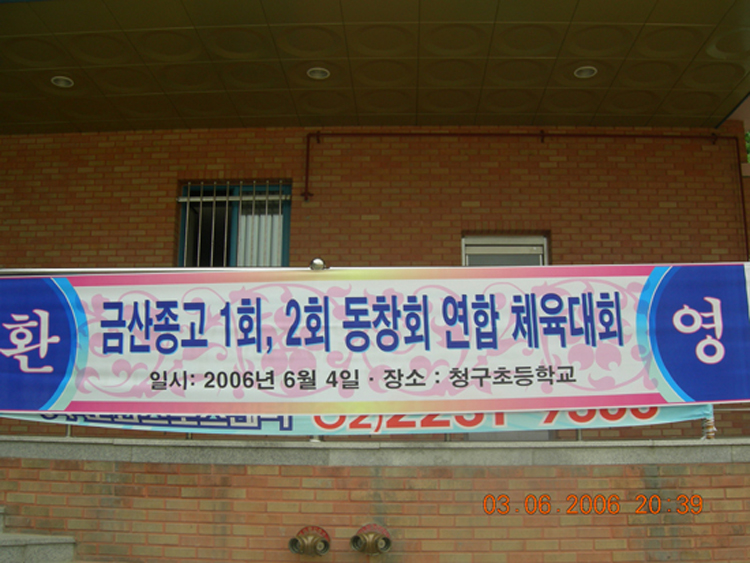 환 영
금산종고 1회, 2회 동창회 연합 체육대회
일시: 2006년 6월 4일 · 장소 : 청구초등학교
03.06.2006 20:39